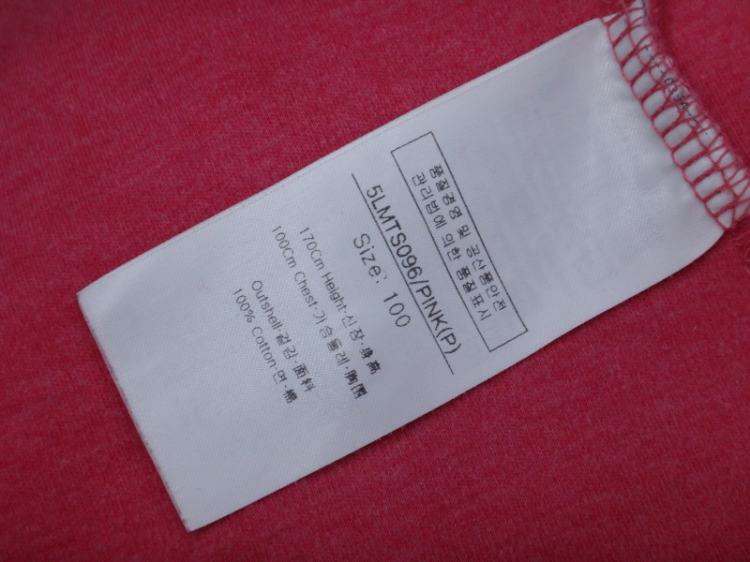 품질경영 및 공산품안전
관리법에 의한 품질표시
5LMTS096/PINK(P)
Size: 100
170Cm Height·신장·身高
100Cm Chest·가슴둘레·胸围
Outshell·겉감·面料
100% Cotton·면·棉